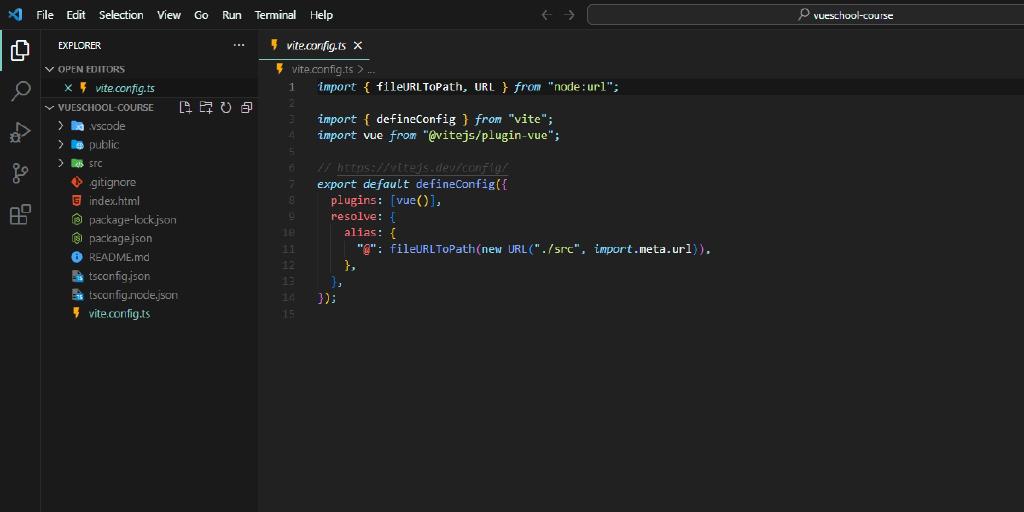 File Edit Selection View Go Run Terminal Help
vueschool-course
EXPLORER
OPEN EDITORS
vite.config.ts
VUESCHOOL-COURSE
.vscode
public
src
.gitignore
index.html
package-lock.json
package.json
README.md
tsconfig.json
tsconfig.node.json
vite.config.ts
vite.config.ts
vite.config.ts > ...
1 import { fileURLToPath, URL } from "node:url";
2
3 import { defineConfig } from "vite";
4 import vue from "@vitejs/plugin-vue";
5
6 // https://vitejs.dev/config/
7 export default defineConfig({
8 plugins: [vue()],
9 resolve: {
10 alias: {
11 "@": fileURLToPath(new URL("./src", import.meta.url)),
12 },
13 },
14 });
15